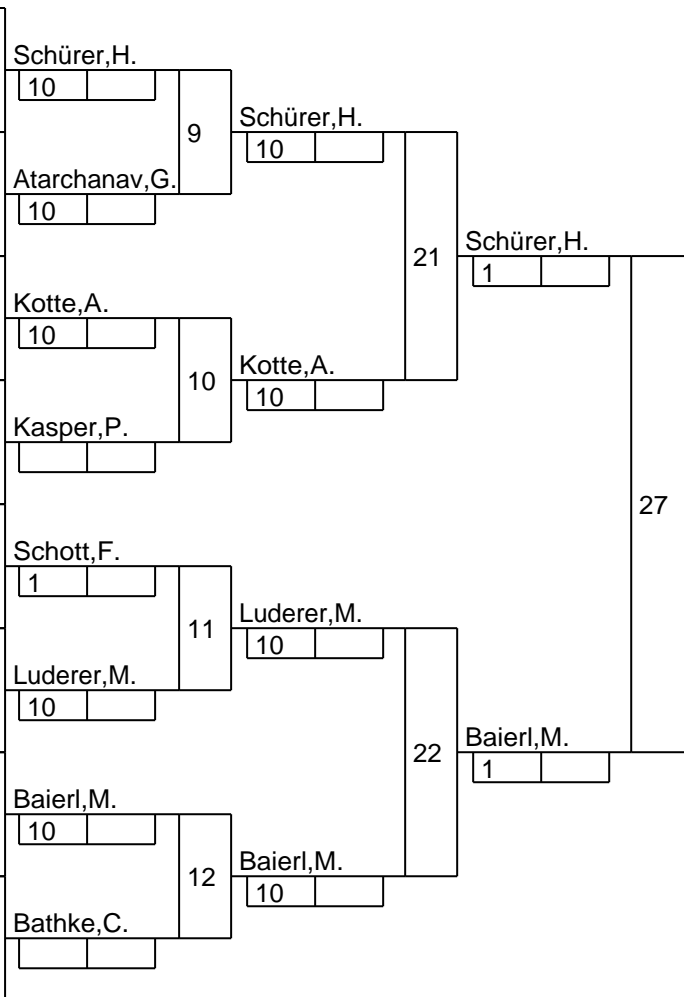 Schürer,H.
10
9
Schürer,H.
10
Atarchanav,G.
10
21
Schürer,H.
1
Kotte,A.
10
10
Kotte,A.
10
Kasper,P.
27
Schott,F.
1
11
Luderer,M.
10
Luderer,M.
10
22
Baierl,M.
1
Baierl,M.
10
12
Baierl,M.
10
Bathke,C.